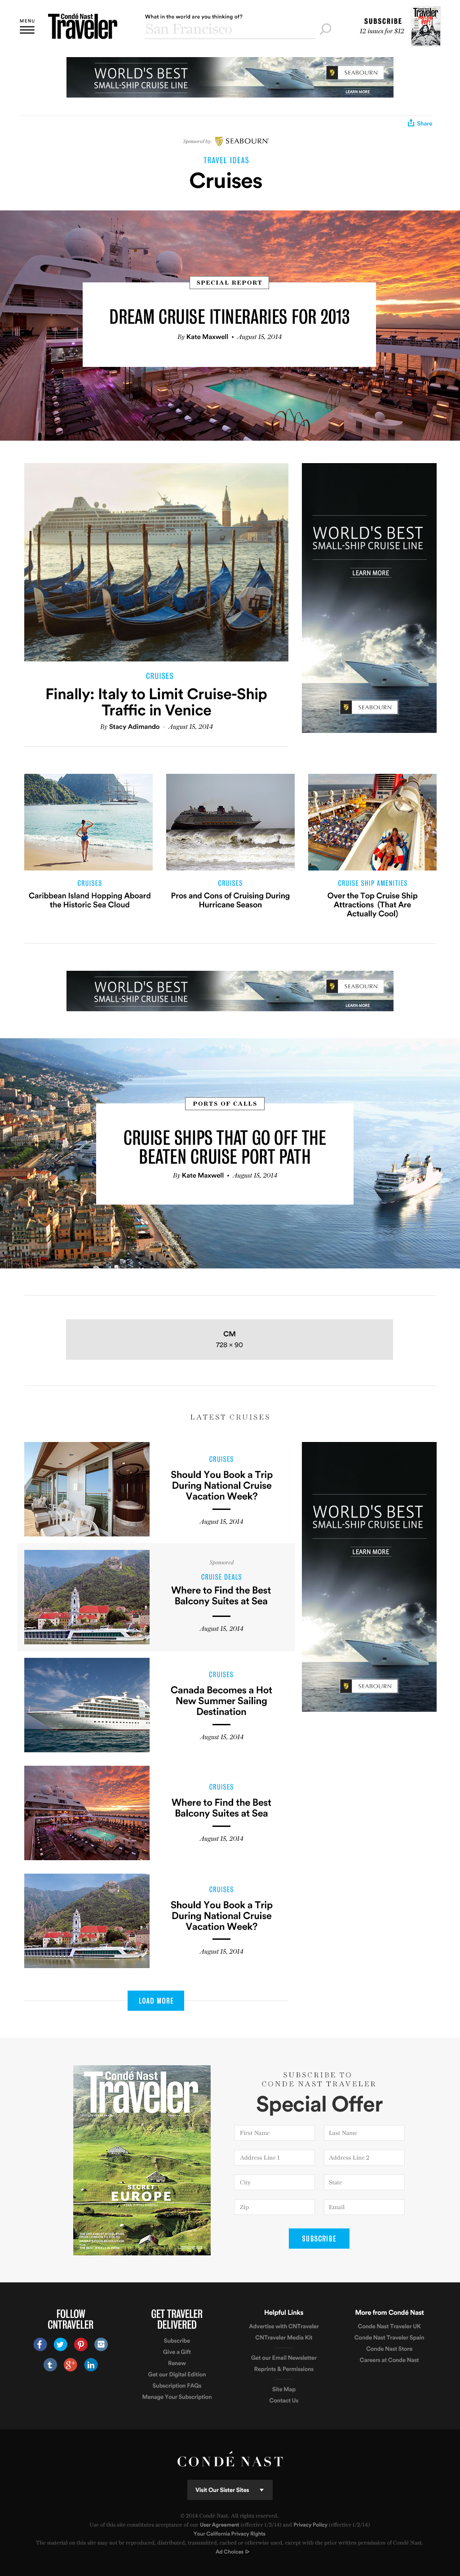 MENU
Condé Nast
Traveler
What in the world are you thinking of?
San Francisco
SUBSCRIBE
12 issues for $12
WORLD'S BEST
SMALL-SHIP CRUISE LINE
SEABOURN
LEARN MORE
Share
Sponsored by SEABOURN
TRAVEL IDEAS
Cruises
SPECIAL REPORT
DREAM CRUISE ITINERARIES FOR 2013
By Kate Maxwell • August 15, 2014
WORLD'S BEST
SMALL-SHIP CRUISE LINE
LEARN MORE
SEABOURN
CRUISES
Finally: Italy to Limit Cruise-Ship
Traffic in Venice
By Stacy Adimando - August 15, 2014
CRUISES
Caribbean Island Hopping Aboard
the Historic Sea Cloud
CRUISES
Pros and Cons of Cruising During
Hurricane Season
CRUISE SHIP AMENITIES
Over the Top Cruise Ship
Attractions (That Are
Actually Cool)
WORLD'S BEST
SMALL-SHIP CRUISE LINE
SEABOURN
LEARN MORE
PORTS OF CALLS
CRUISE SHIPS THAT GO OFF THE
BEATEN CRUISE PORT PATH
By Kate Maxwell • August 15, 2014
CM
728 × 90
LATEST CRUISES
CRUISES
Should You Book a Trip
During National Cruise
Vacation Week?
August 15, 2014
Sponsored
CRUISE DEALS
Where to Find the Best
Balcony Suites at Sea
August 15, 2014
CRUISES
Canada Becomes a Hot
New Summer Sailing
Destination
August 15, 2014
CRUISES
Where to Find the Best
Balcony Suites at Sea
August 15, 2014
CRUISES
Should You Book a Trip
During National Cruise
Vacation Week?
August 15, 2014
WORLD'S BEST
SMALL-SHIP CRUISE LINE
LEARN MORE
SEABOURN
LOAD MORE
Condé Nast
Traveler
SECRET
EUROPE
SUBSCRIBE TO
CONDE NAST TRAVELER
Special Offer
First Name
Last Name
Address Line 1
Address Line 2
City
State
Zip
Email
SUBSCRIBE
FOLLOW
CNTRAVELER
GET TRAVELER
DELIVERED
Subscribe
Give a Gift
Renew
Get our Digital Edition
Subscription FAQs
Manage Your Subscription
Helpful Links
Advertise with CNTraveler
CNTraveler Media Kit
Get our Email Newsletter
Reprints & Permissions
Site Map
Contact Us
More from Condé Nast
Conde Nast Traveler UK
Conde Nast Traveler Spain
Conde Nast Store
Careers at Conde Nast
CONDÉ NAST
Visit Our Sister Sites
© 2014 Condé Nast. All rights reserved.
Use of this site constitutes acceptance of our User Agreement (effective 1/2/14) and Privacy Policy (effective 1/2/14)
Your California Privacy Rights
The material on this site may not be reproduced, distributed, transmitted, cached or otherwise used, except with the prior written permission of Condé Nast.
Ad Choices